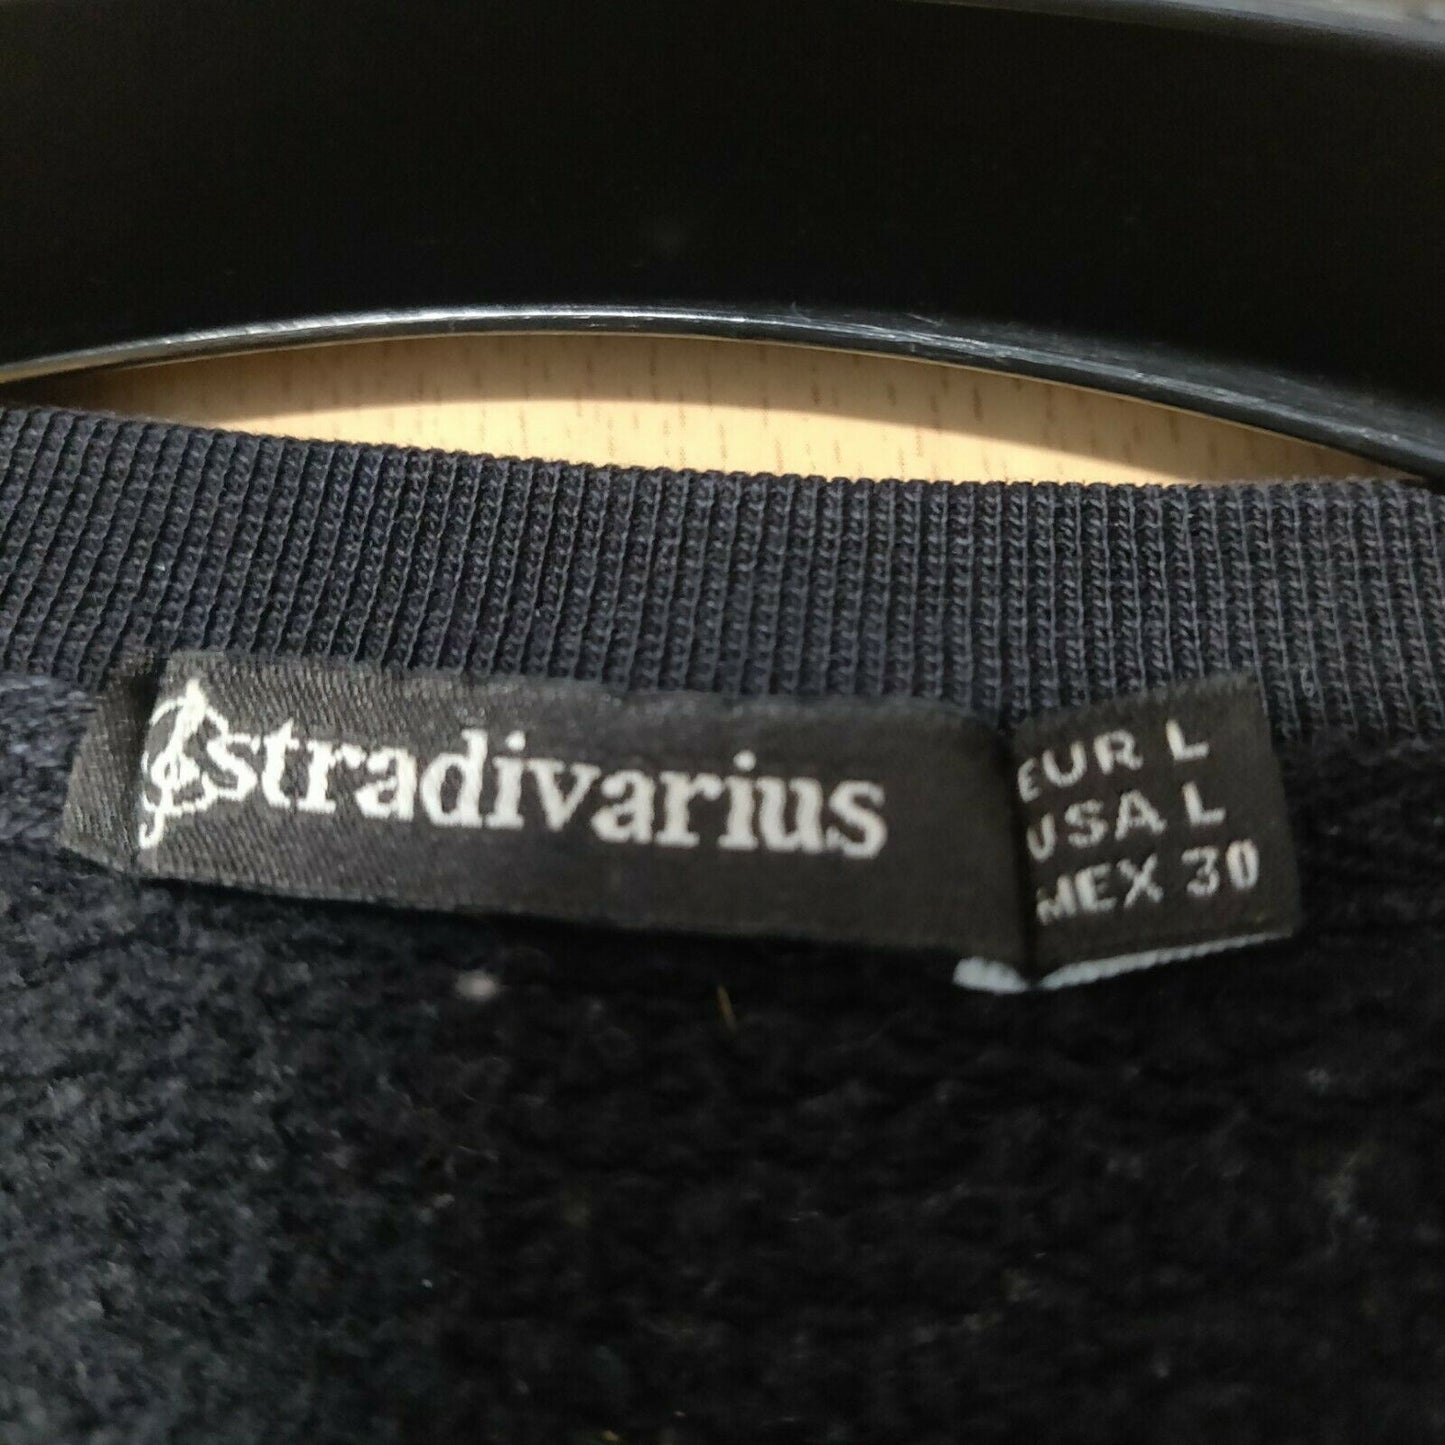 stradivarius
EUR L
USA L
MEX 30